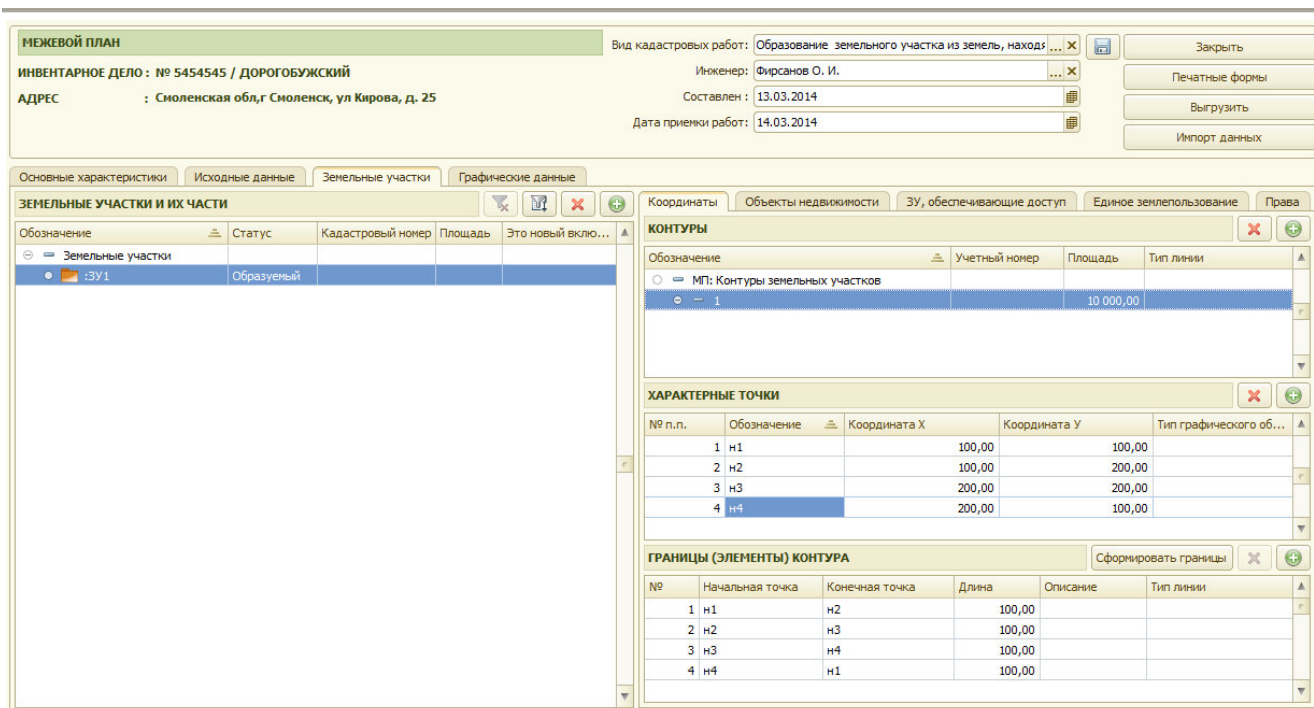 МЕЖЕВОЙ ПЛАН
ИНВЕНТАРНОЕ ДЕЛО : № 5454545 / ДОРОГОБУЖСКИЙ
АДРЕС : Смоленская обл,г Смоленск, ул Кирова, д. 25
Вид кадастровых работ: Образование земельного участка из земель, находя ...
Инженер: Фирсанов О. И. ...
Составлен : 13.03.2014
Дата приемки работ: 14.03.2014
Закрыть
Печатные формы
Выгрузить
Импорт данных
Основные характеристики Исходные данные Земельные участки Графические данные
ЗЕМЕЛЬНЫЕ УЧАСТКИ И ИХ ЧАСТИ
Обозначение Статус Кадастровый номер Площадь Это новый вклю...
Земельные участки
:ЗУ1 Образуемый
Координаты Объекты недвижимости ЗУ, обеспечивающие доступ Единое землепользование Права
КОНТУРЫ
Обозначение Учетный номер Площадь Тип линии
МП: Контуры земельных участков
1 10 000,00
ХАРАКТЕРНЫЕ ТОЧКИ
№ п.п. Обозначение Координата X Координата У Тип графического об...
1 н1 100,00 100,00
2 н2 100,00 200,00
3 н3 200,00 200,00
4 н4 200,00 100,00
ГРАНИЦЫ (ЭЛЕМЕНТЫ) КОНТУРА Сформировать границы
№ Начальная точка Конечная точка Длина Описание Тип линии
1 н1 н2 100,00
2 н2 н3 100,00
3 н3 н4 100,00
4 н4 н1 100,00